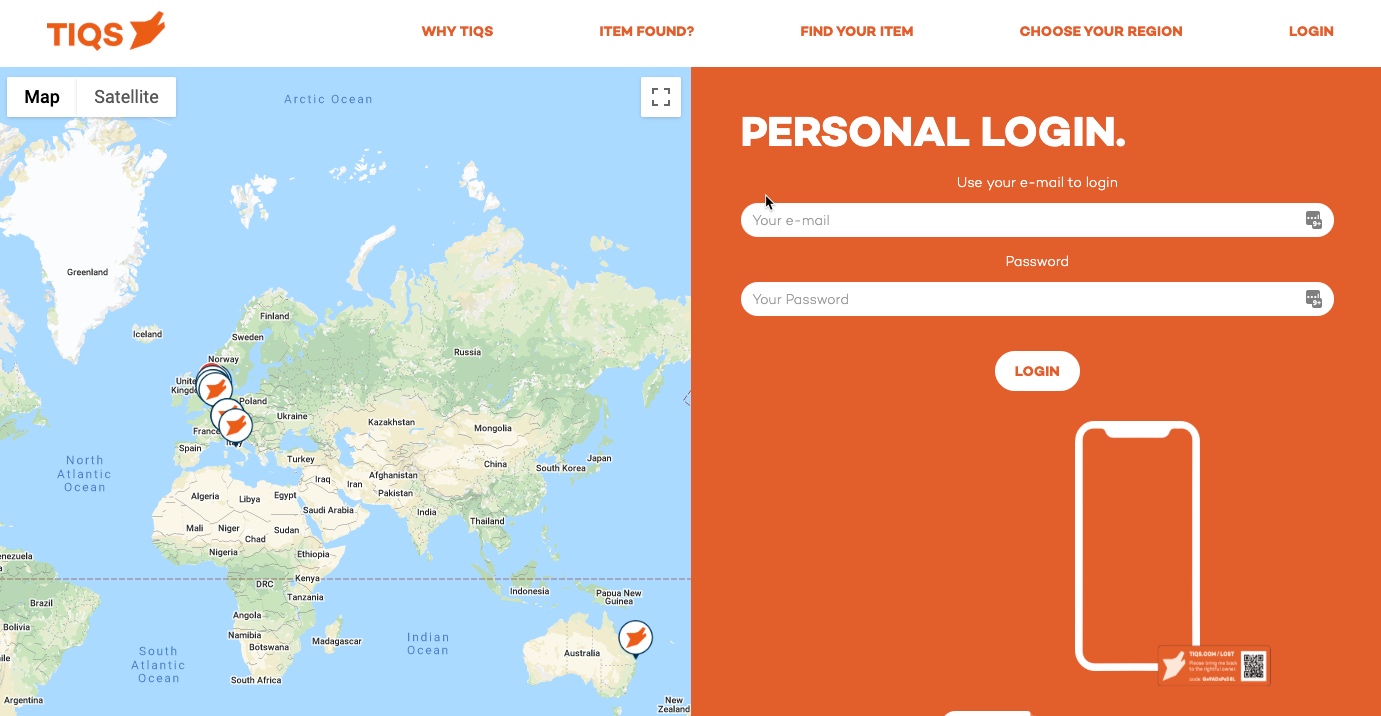 TIQS
WHY TIQS
ITEM FOUND?
FIND YOUR ITEM
CHOOSE YOUR REGION
LOGIN
Map
Satellite
Arctic Ocean
Greenland
Iceland
Finland
Sweden
Norway
Russia
United
Kingdom
Poland
Ukraine
France
Italy
Spain
Kazakhstan
Mongolia
Turkey
China
Japan
South Korea
North
Atlantic
Ocean
Afghanistan
Iraq
Iran
Pakistan
Algeria
Libya
Egypt
Saudi Arabia
India
Mali
Niger
Sudan
Chad
Thailand
Nigeria
Ethiopia
enezuela
Kenya
DRC
Tanzania
Indonesia
Papua New
Guinea
Brazil
Angola
Bolivia
Namibia
Botswana
Madagascar
Indian
Ocean
South
Atlantic
Ocean
Australia
ile
South Africa
Argentina
New
Zealand
PERSONAL LOGIN.
Use your e-mail to login
Your e-mail
9+
Password
Your Password
9+
LOGIN
TIQS.COM/LOST
Please bring me back
to the rightful owner.